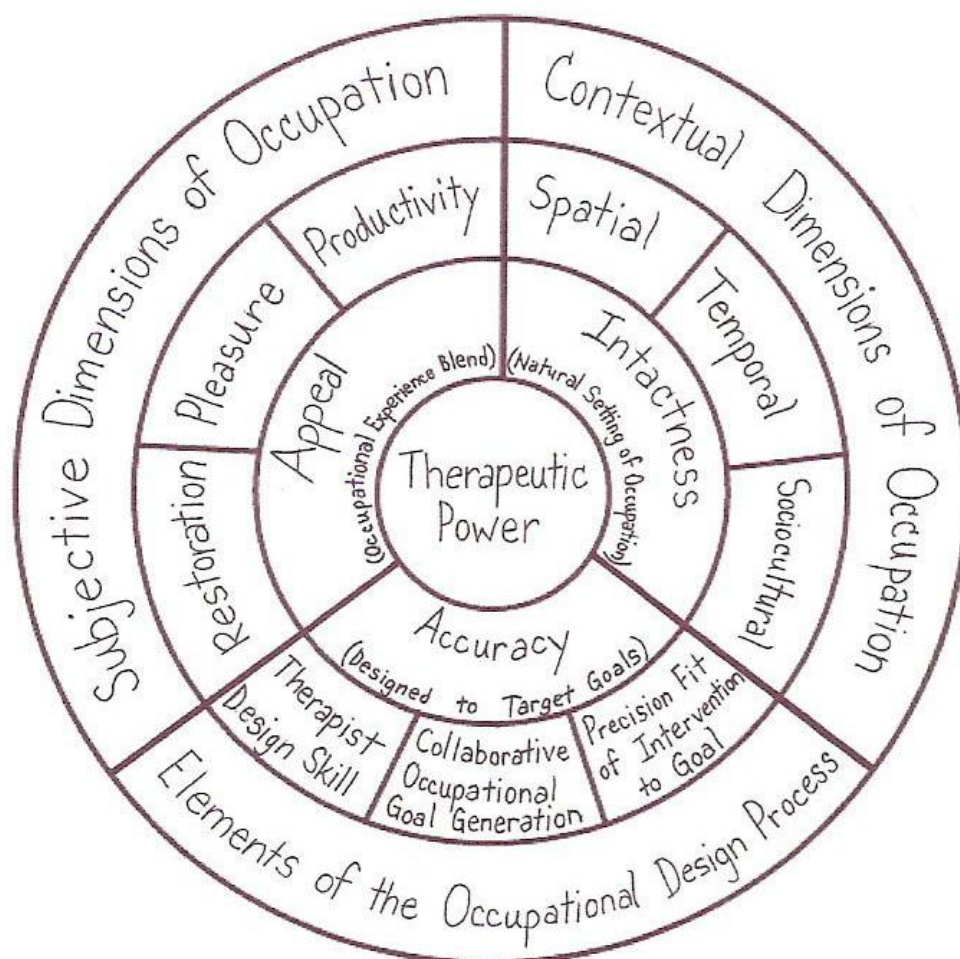 Subjective Dimensions of Occupation
Contextual Dimensions of Occupation
Elements of the Occupational Design Process
Productivity
Pleasure
Restoration
Spatial
Temporal
Sociocultural
Therapist
Design Skill
Collaborative
Occupational
Goal Generation
Precision Fit
of Intervention
to Goal
Appeal
(Occupational Experience Blend)
Intactness
(Natural Setting of Occupation)
Accuracy
(Designed to Target Goals)
Therapeutic
Power